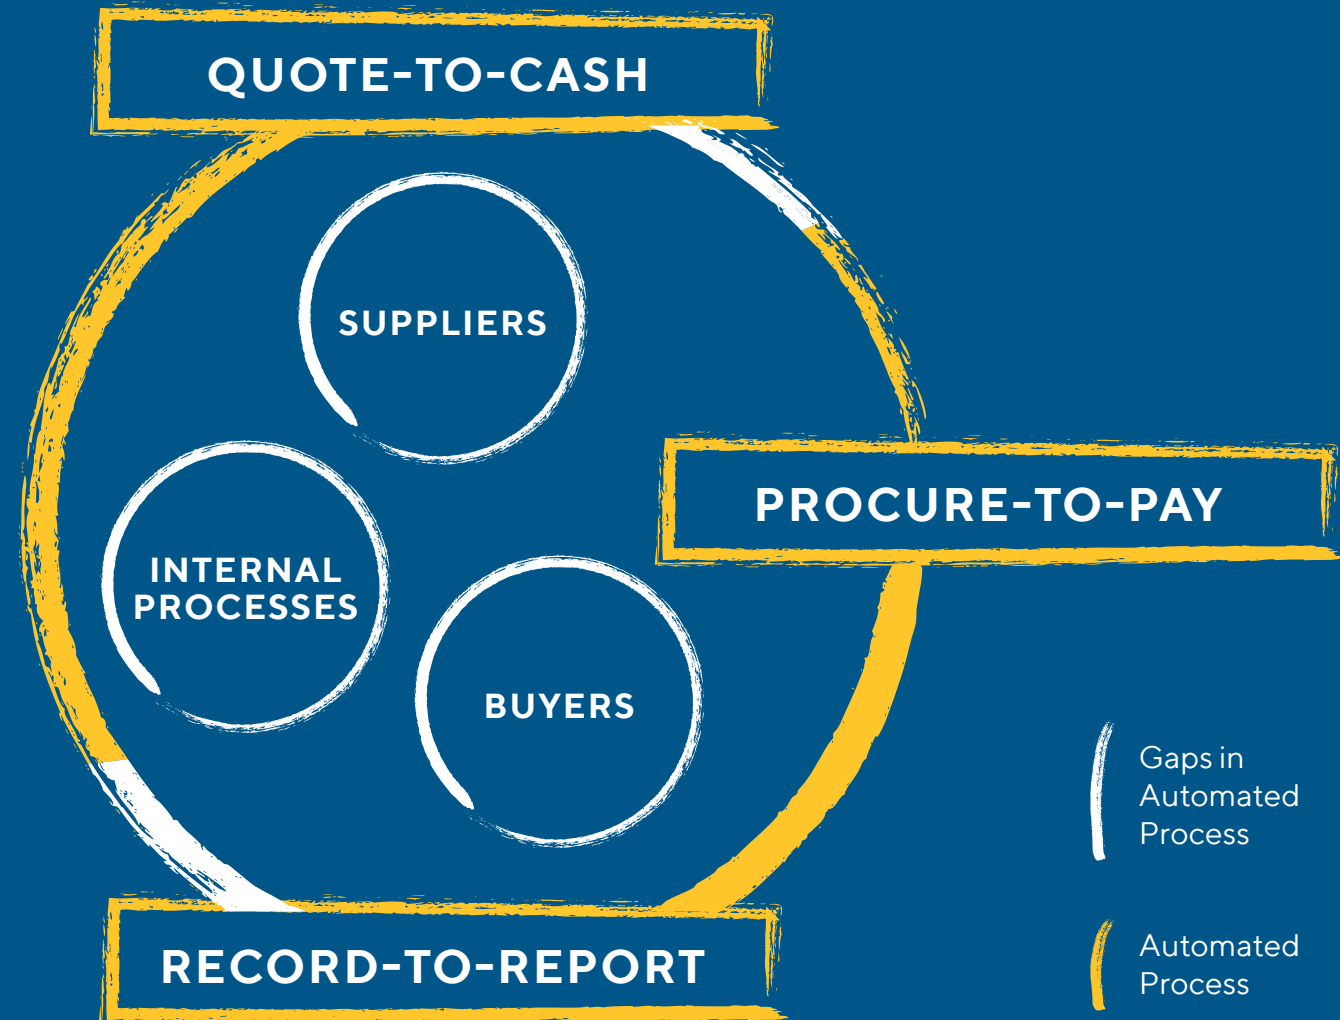 QUOTE-TO-CASH
SUPPLIERS
PROCURE-TO-PAY
INTERNAL
PROCESSES
BUYERS
Gaps in
Automated
Process
RECORD-TO-REPORT
Automated
Process